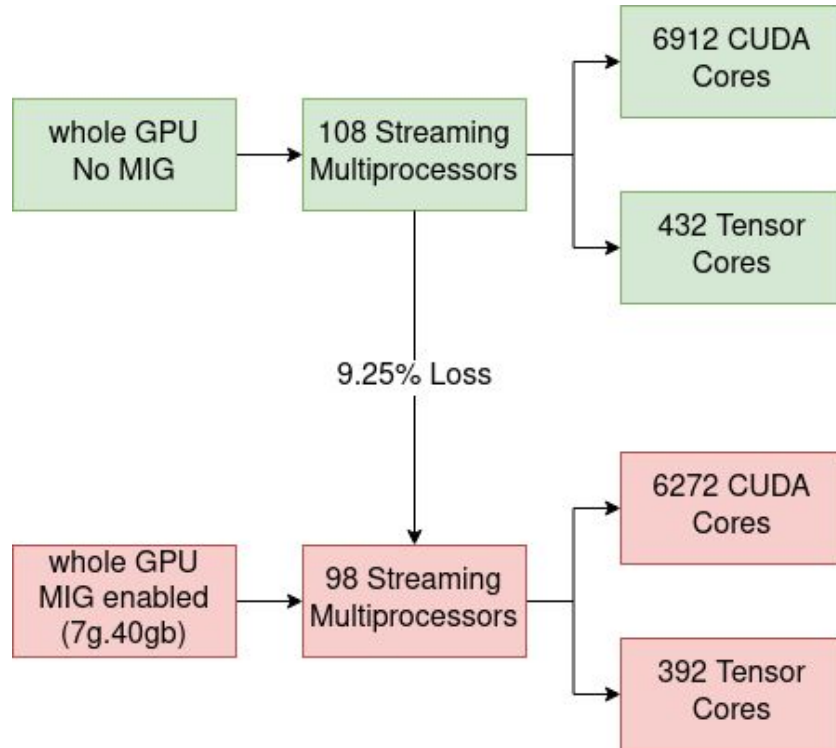 6912 CUDA
Cores
whole GPU
No MIG
108 Streaming
Multiprocessors
432 Tensor
Cores
9.25% Loss
6272 CUDA
Cores
whole GPU
MIG enabled
(7g.40gb)
98 Streaming
Multiprocessors
392 Tensor
Cores